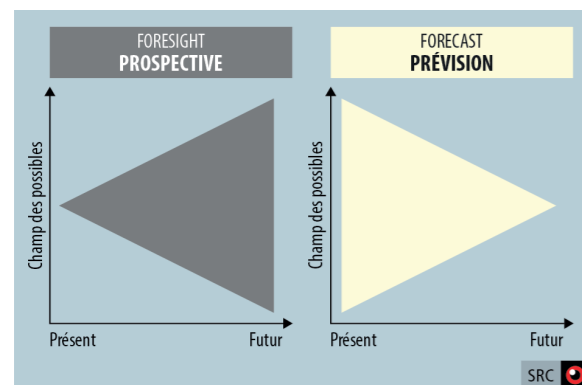 FORESIGHT
PROSPECTIVE
Champ des possibles
Présent
Futur
FORECAST
PRÉVISION
Champ des possibles
Présent
Futur
SRC